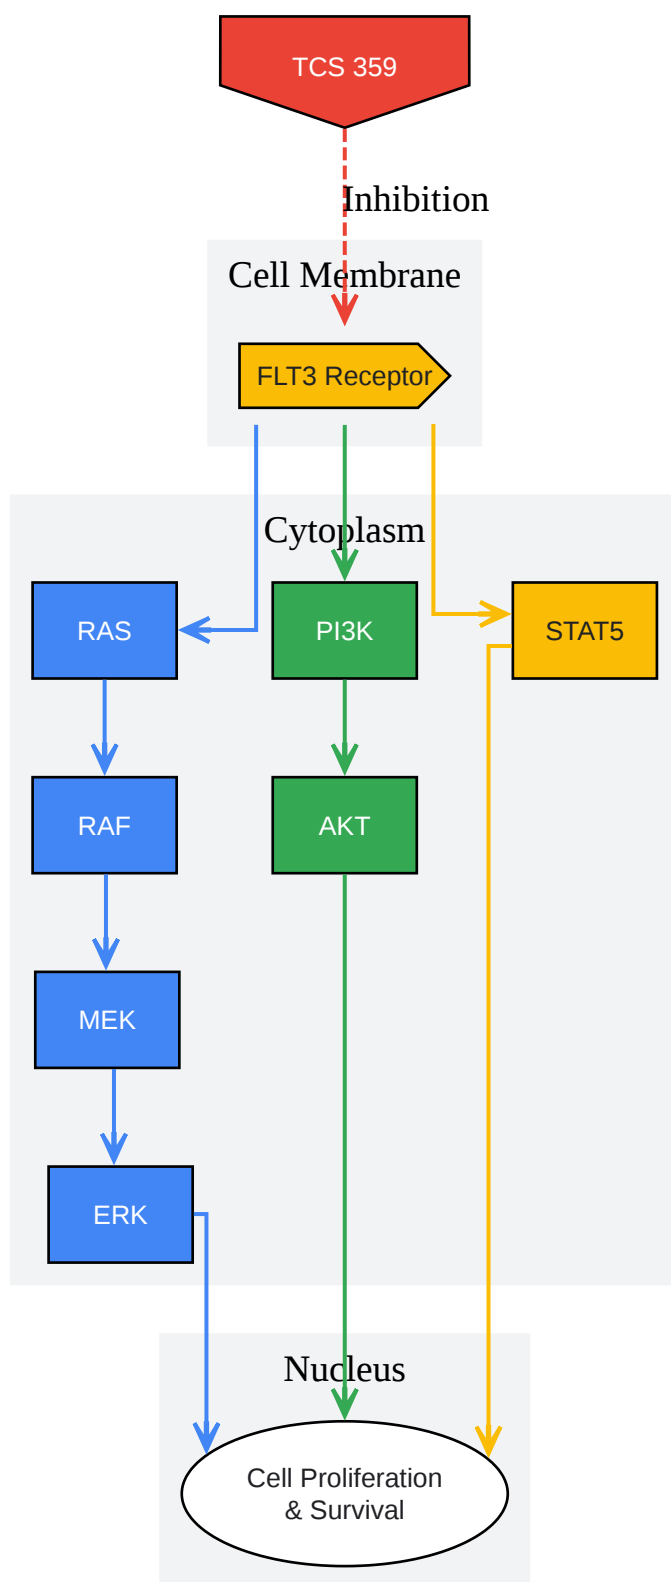 TCS 359
Inhibition
Cell Membrane
FLT3 Receptor
Cytoplasm
RAS
PI3K
STAT5
RAF
AKT
MEK
ERK
Nucleus
Cell Proliferation
& Survival